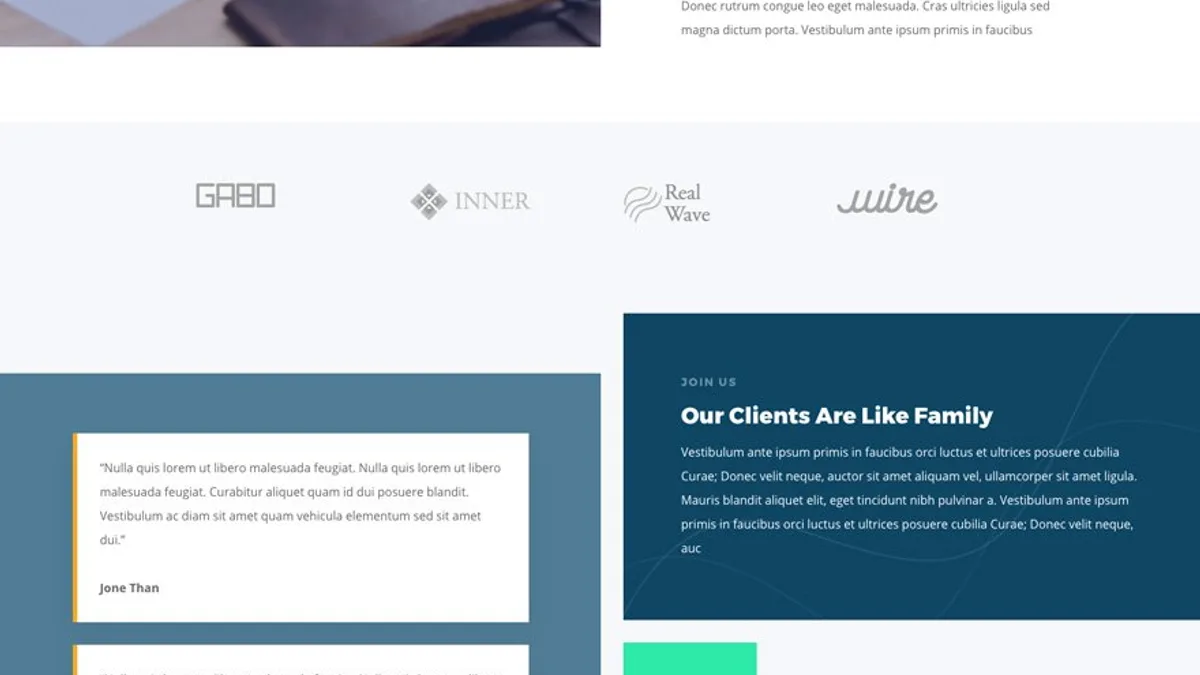 Donec rutrum congue leo eget malesuada. Cras ultricies ligula sed
magna dictum porta. Vestibulum ante ipsum primis in faucibus
GABO
INNER
Real
Wave
wire
JOIN US
Our Clients Are Like Family
Vestibulum ante ipsum primis in faucibus orci luctus et ultrices posuere cubilia
Curae; Donec velit neque, auctor sit amet aliquam vel, ullamcorper sit amet ligula.
Mauris blandit aliquet elit, eget tincidunt nibh pulvinar a. Vestibulum ante ipsum
primis in faucibus orci luctus et ultrices posuere cubilia Curae; Donec velit neque,
auc
“Nulla quis lorem ut libero malesuada feugiat. Nulla quis lorem ut libero
malesuada feugiat. Curabitur aliquet quam id dui posuere blandit.
Vestibulum ac diam sit amet quam vehicula elementum sed sit amet
dui.”
Jone Than